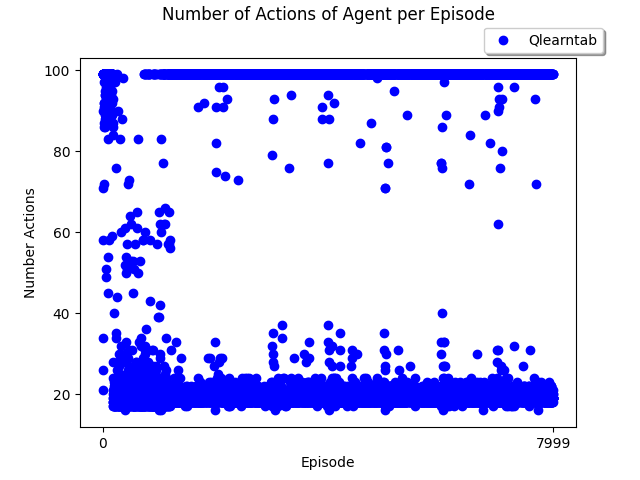 Number of Actions of Agent per Episode
Qlearntab
100
80
60
40
20
Number Actions
0
7999
Episode